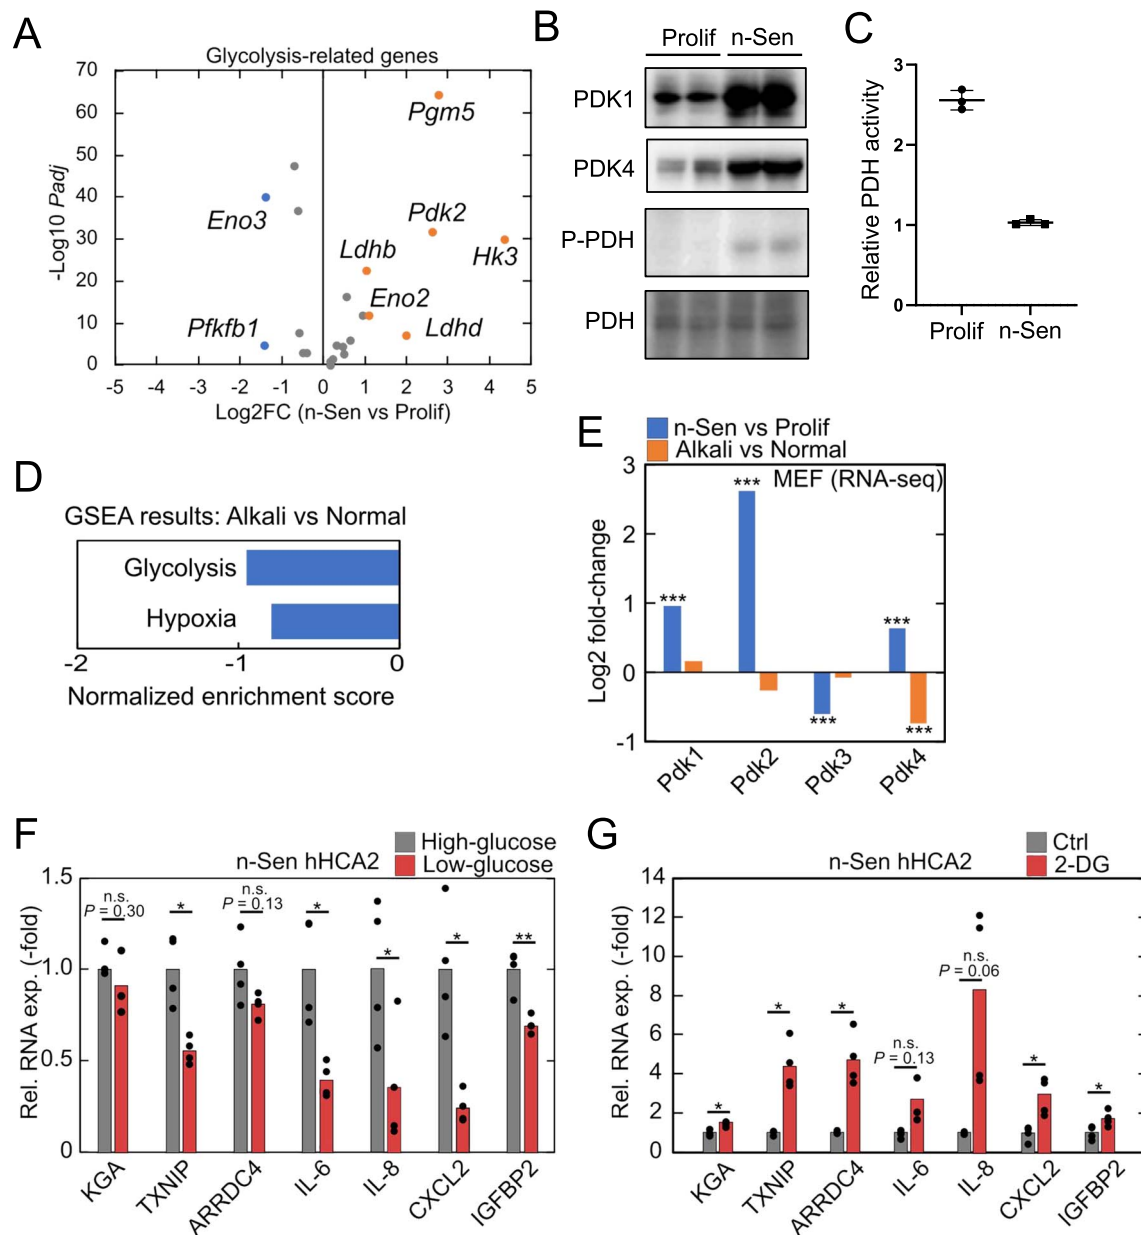 A
Glycolysis-related genes
-Log10 Padj
70
60
50
40
30
20
10
0
Pgm5
Eno3
Pdk2
Ldhb
Hk3
Eno2
Pfkfb1
Ldhd
-5 -4 -3 -2 -1 0 1 2 3 4 5
Log2FC (n-Sen vs Prolif)
B
Prolif n-Sen
PDK1
PDK4
P-PDH
PDH
C
Relative PDH activity
3
2
1
0
Prolif n-Sen
D
GSEA results: Alkali vs Normal
Glycolysis
Hypoxia
-2 -1 0
Normalized enrichment score
E
n-Sen vs Prolif
Alkali vs Normal
MEF (RNA-seq)
Log2 fold-change
3
2
1
0
-1
***
***
***
***
***
Pdk1 Pdk2 Pdk3 Pdk4
F
High-glucose
Low-glucose
n-Sen hHCA2
Rel. RNA exp. (-fold)
1.5
1.0
0.5
0
n.s.
P = 0.30
*
n.s.
P = 0.13
*
*
*
**
KGA TXNIP ARRDC4 IL-6 IL-8 CXCL2 IGFBP2
G
Ctrl
2-DG
n-Sen hHCA2
Rel. RNA exp. (-fold)
14
12
10
8
6
4
2
0
*
*
*
n.s.
P = 0.13
n.s.
P = 0.06
*
*
KGA TXNIP ARRDC4 IL-6 IL-8 CXCL2 IGFBP2